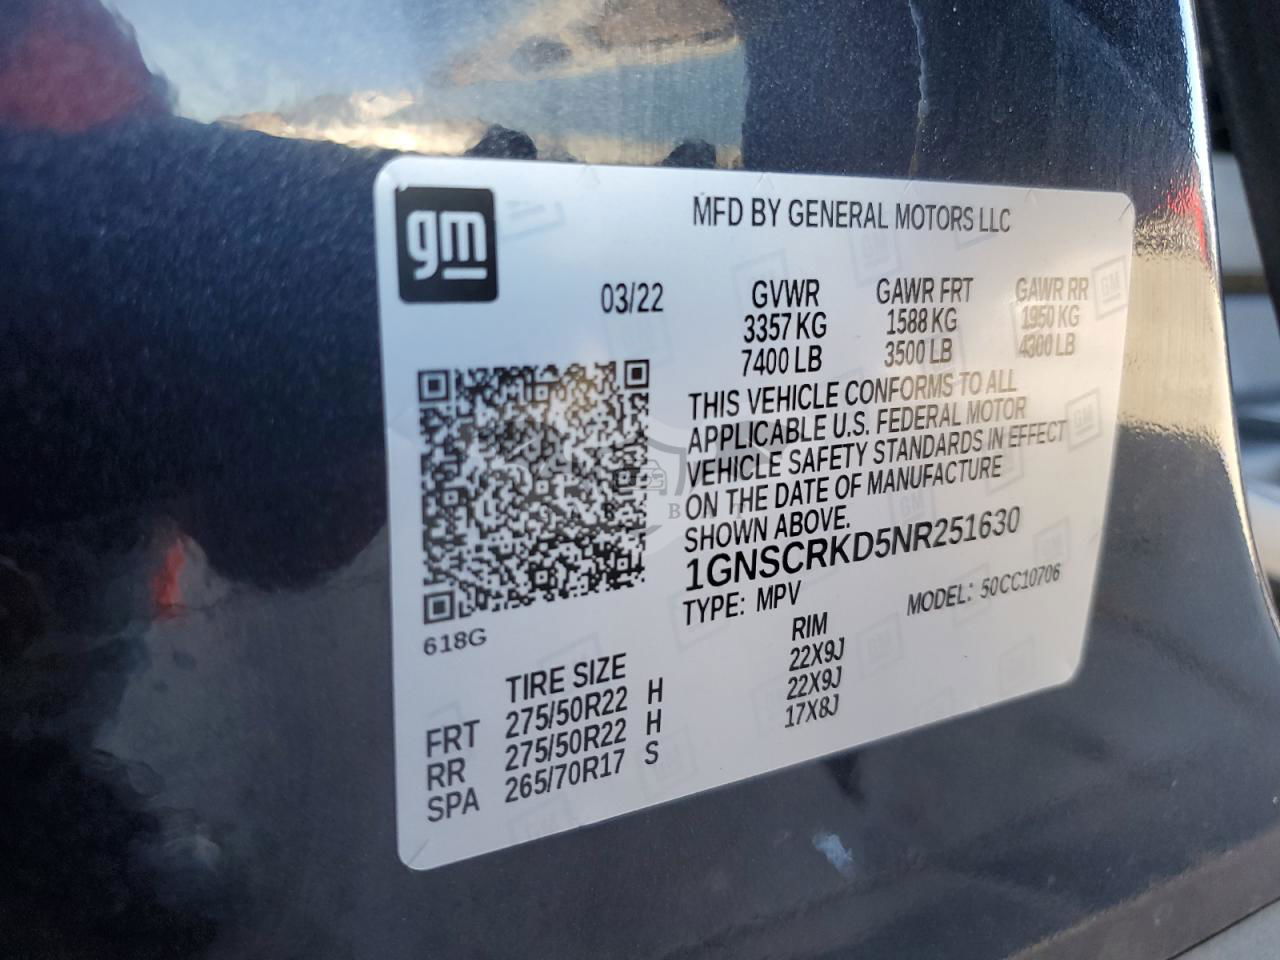 gm
MFD BY GENERAL MOTORS LLC
03/22
GVWR
3357 KG
7400 LB
GAWR FRT
1588 KG
3500 LB
GAWR RR
1950 KG
4300 LB
THIS VEHICLE CONFORMS TO ALL
APPLICABLE U.S. FEDERAL MOTOR
VEHICLE SAFETY STANDARDS IN EFFECT
ON THE DATE OF MANUFACTURE
SHOWN ABOVE.
1GNSCRKD5NR251630
TYPE: MPV MODEL: 50CC10706
618G
TIRE SIZE RIM
FRT 275/50R22 H 22X9J
RR 275/50R22 H 22X9J
SPA 265/70R17 S 17X8J